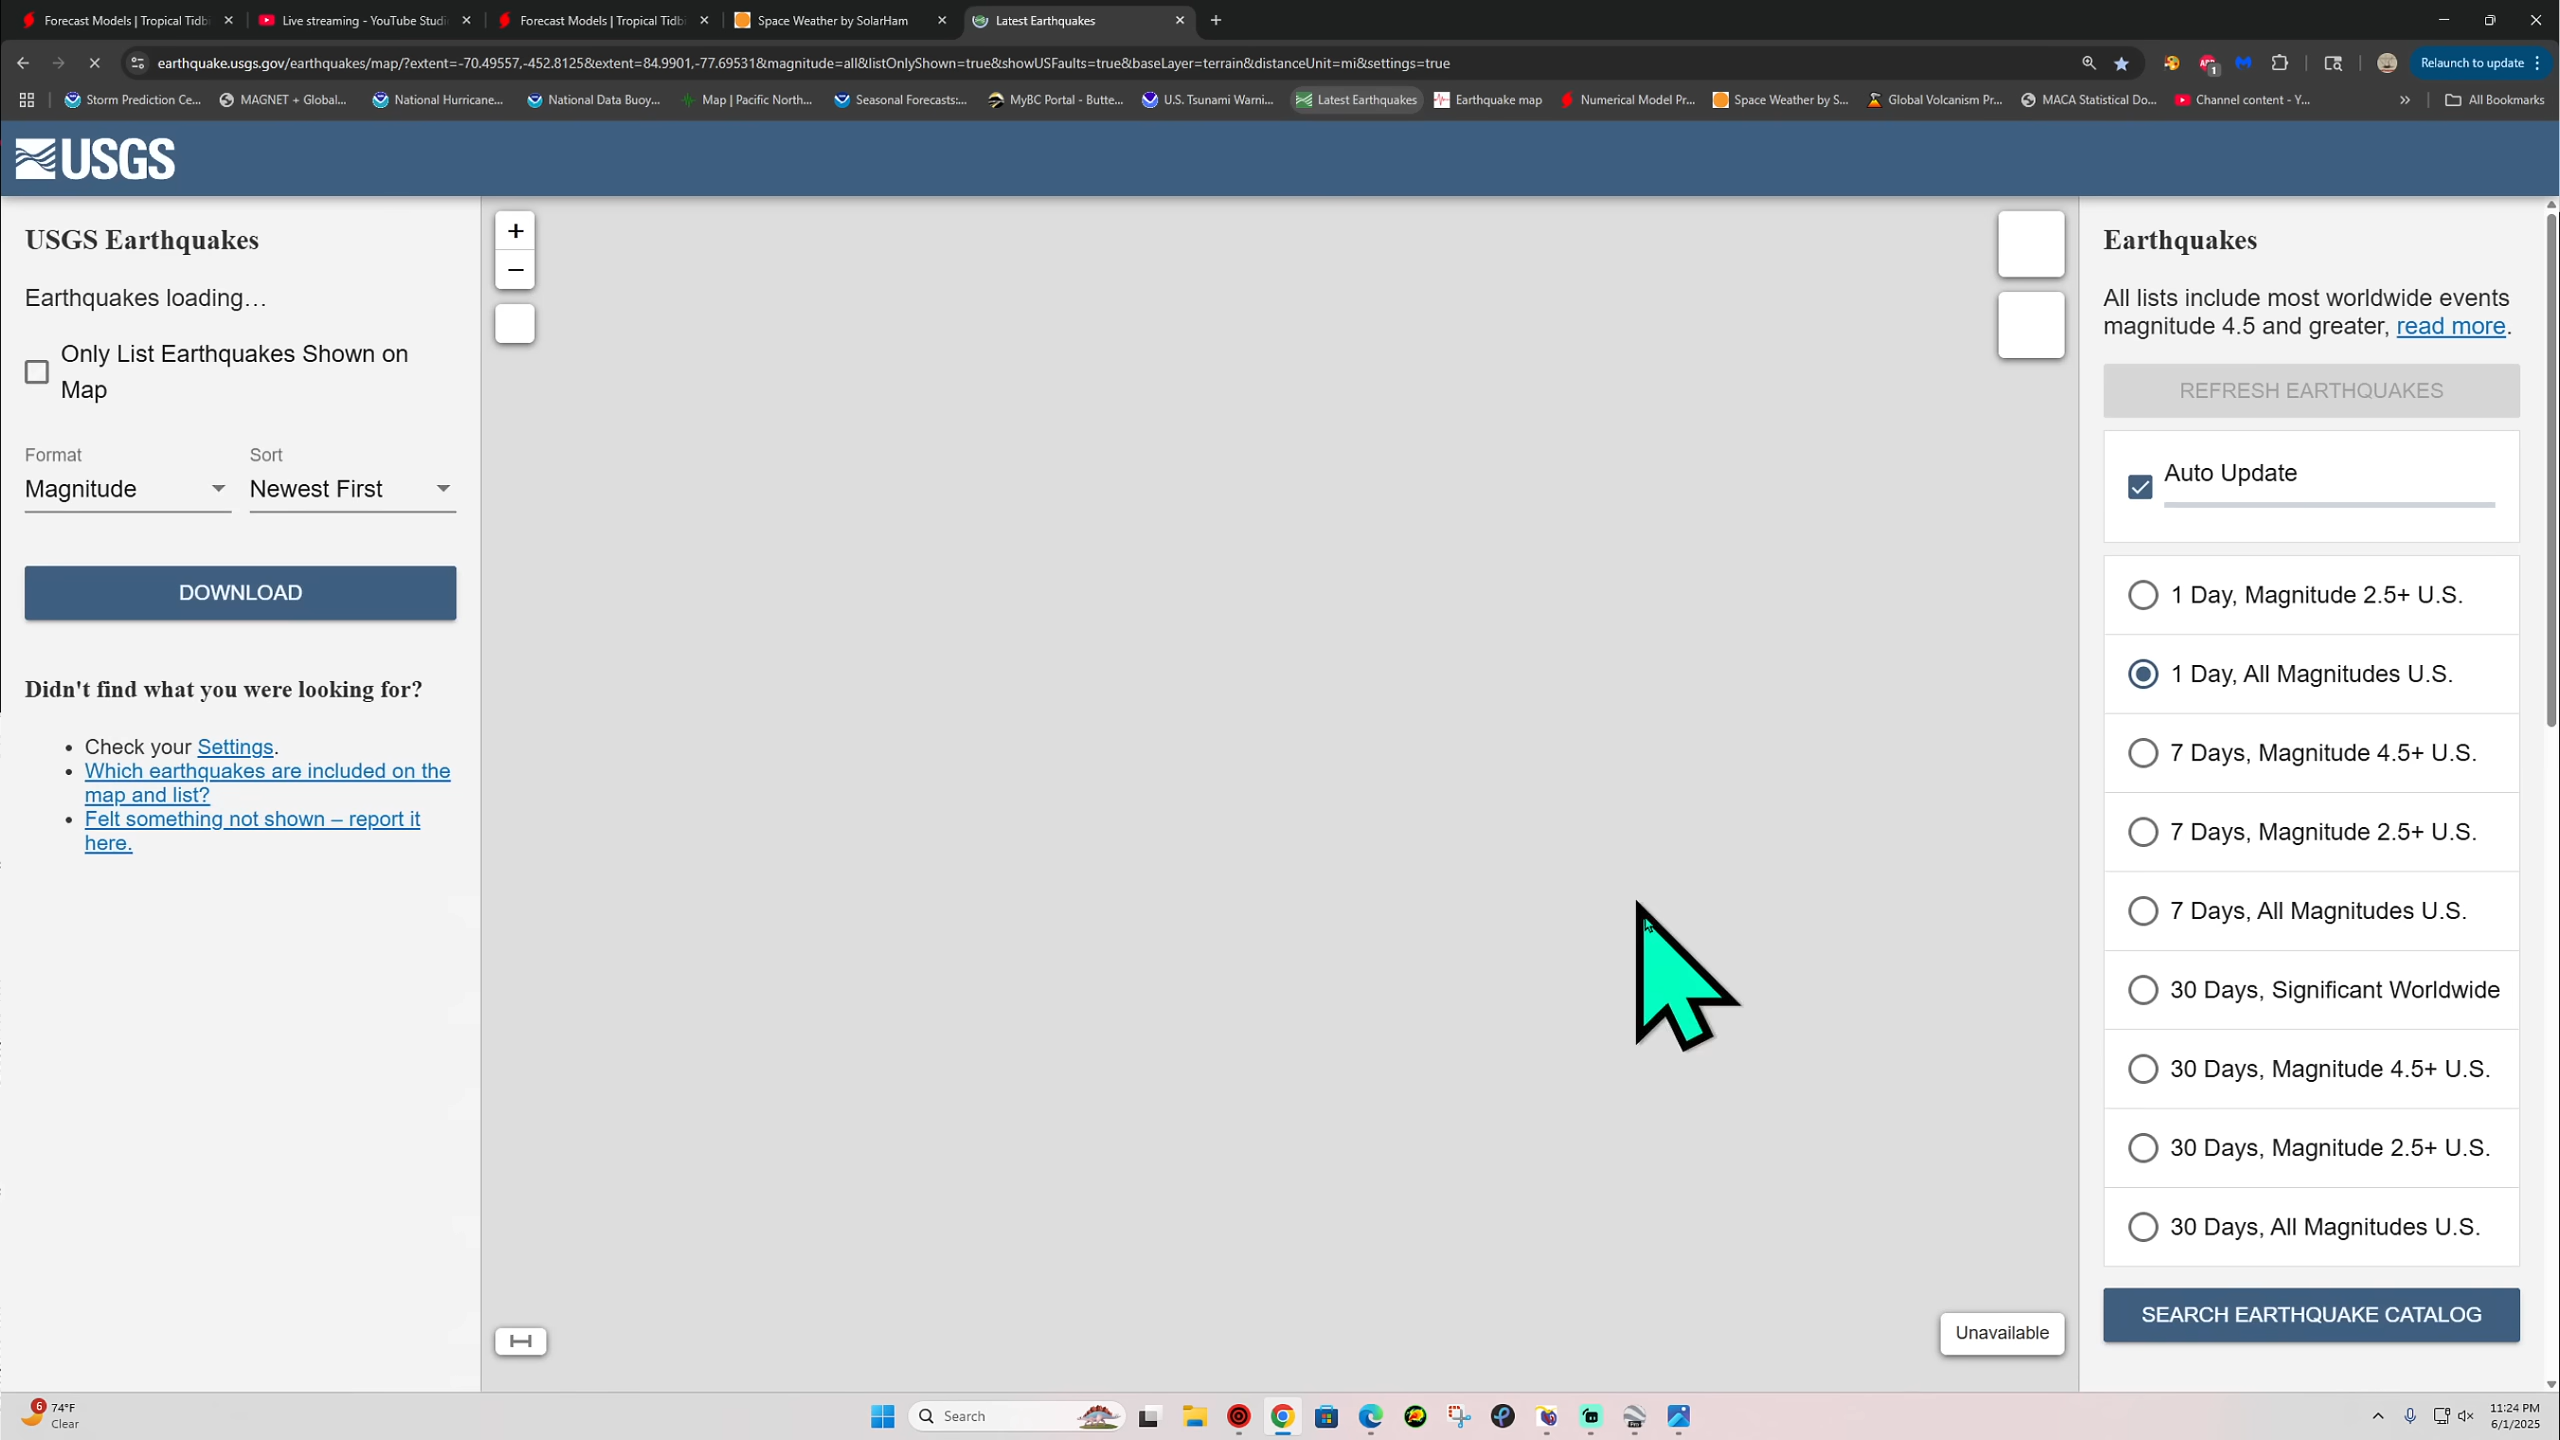 Forecast Models | Tropical Tidbi
Live streaming - YouTube Studi
Forecast Models | Tropical Tidbi
Space Weather by SolarHam
Latest Earthquakes
earthquake.usgs.gov/earthquakes/map/?extent=-70.49557,-452.8125&extent=84.9901,-77.69531&magnitude=all&listOnlyShown=true&showUSFaults=true&baseLayer=terrain&distanceUnit=mi&settings=true
1
Relaunch to update
Storm Prediction Ce...
MAGNET + Global...
National Hurricane...
National Data Buoy...
Map | Pacific North...
Seasonal Forecasts:...
MyBC Portal - Butte...
U.S. Tsunami Warni...
Latest Earthquakes
Earthquake map
Numerical Model Pr...
Space Weather by S...
Global Volcanism Pr...
MACA Statistical Do...
Channel content - Y...
All Bookmarks
USGS
USGS Earthquakes
Earthquakes loading…
Only List Earthquakes Shown on
Map
Format
Sort
Magnitude
Newest First
DOWNLOAD
Didn't find what you were looking for?
Check your Settings.
Which earthquakes are included on the
map and list?
Felt something not shown – report it
here.
+
−
Unavailable
Earthquakes
All lists include most worldwide events
magnitude 4.5 and greater, read more.
REFRESH EARTHQUAKES
Auto Update
1 Day, Magnitude 2.5+ U.S.
1 Day, All Magnitudes U.S.
7 Days, Magnitude 4.5+ U.S.
7 Days, Magnitude 2.5+ U.S.
7 Days, All Magnitudes U.S.
30 Days, Significant Worldwide
30 Days, Magnitude 4.5+ U.S.
30 Days, Magnitude 2.5+ U.S.
30 Days, All Magnitudes U.S.
SEARCH EARTHQUAKE CATALOG
6
74°F
Clear
Search
11:24 PM
6/1/2025